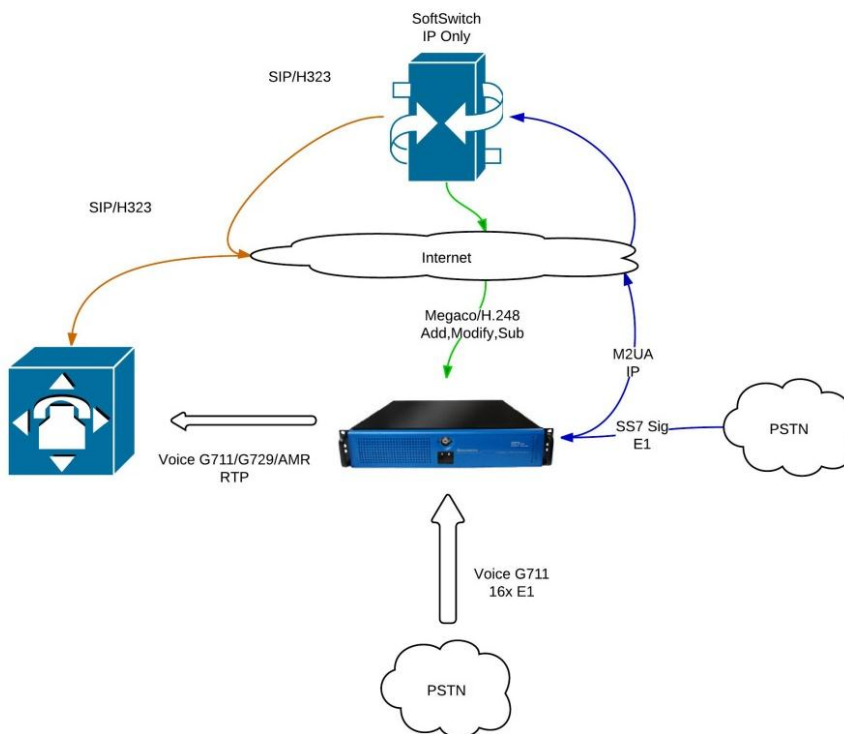 SoftSwitch
IP Only
SIP/H323
SIP/H323
Internet
Megaco/H.248
Add,Modify,Sub
M2UA
IP
SS7 Sig
E1
PSTN
Voice G711/G729/AMR
RTP
Voice G711
16x E1
PSTN